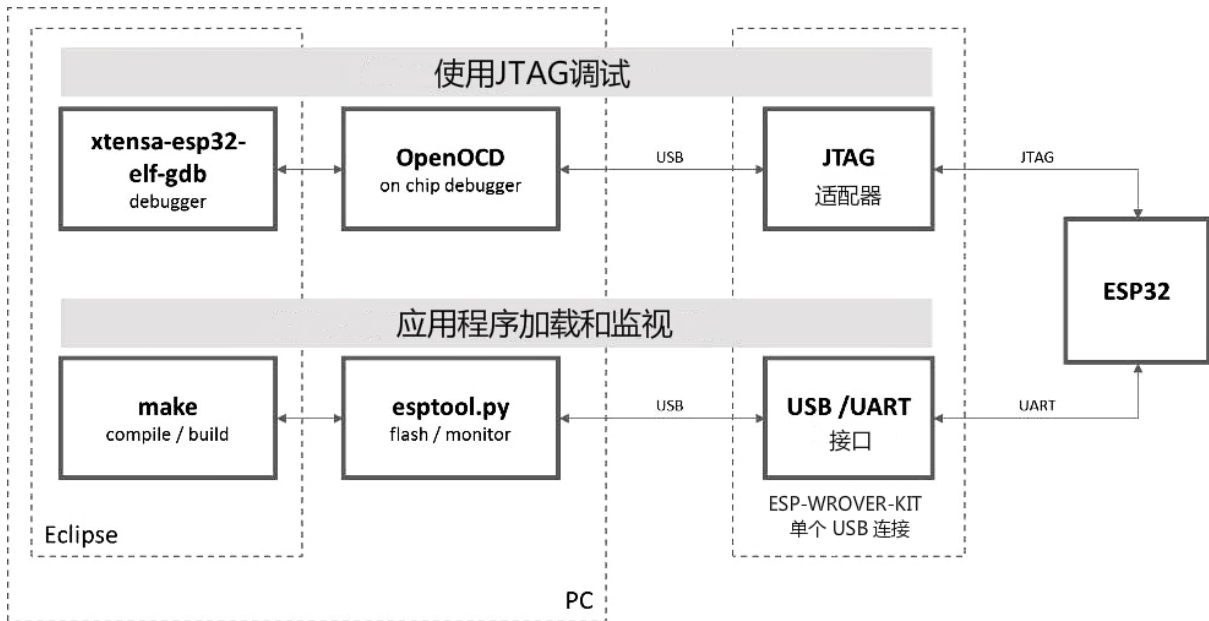 使用JTAG调试
xtensa-esp32-
elf-gdb
debugger
OpenOCD
on chip debugger
USB
JTAG
适配器
JTAG
ESP32
应用程序加载和监视
make
compile / build
esptool.py
flash / monitor
USB
USB /UART
接口
UART
ESP-WROVER-KIT
单个 USB 连接
Eclipse
PC